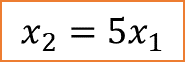 x₂ = 5x₁